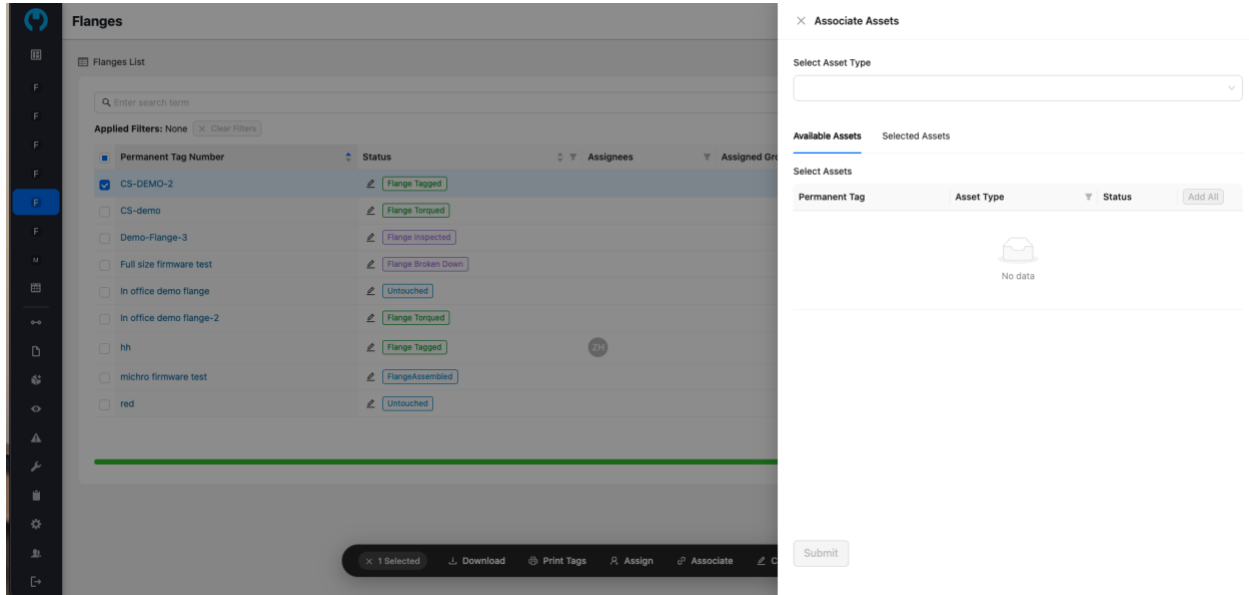 Flanges
Associate Assets
F
F
F
F
F
F
M
Flanges List
Enter search term
Applied Filters: None Clear Filters
Permanent Tag Number Status Assignees Assigned Gro
CS-DEMO-2 Flange Tagged
CS-demo Flange Torqued
Demo-Flange-3 Flange Inspected
Full size firmware test Flange Broken Down
In office demo flange Untouched
In office demo flange-2 Flange Torqued
hh Flange Tagged ZH
michro firmware test FlangeAssembled
red Untouched
1 Selected Download Print Tags Assign Associate C
Select Asset Type
Available Assets Selected Assets
Select Assets
Permanent Tag Asset Type Status Add All
No data
Submit